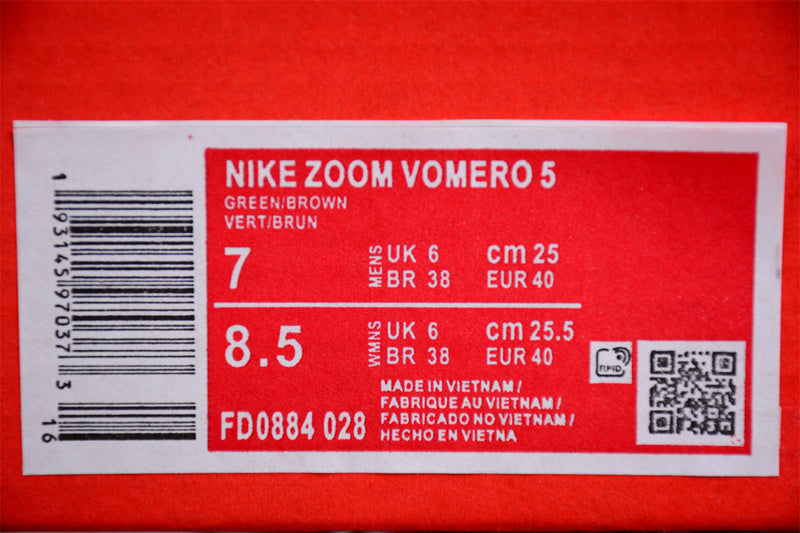 NIKE ZOOM VOMERO 5
GREEN/BROWN
VERT/BRUN
7
MENS
UK 6 cm 25
BR 38 EUR 40
8.5
WMNS
UK 6 cm 25.5
BR 38 EUR 40
MADE IN VIETNAM/
FABRIQUE AU VIETNAM/
FABRICADO NO VIETNAM/
HECHO EN VIETNA
FD0884 028
RFID
1 93145 97037 3
16